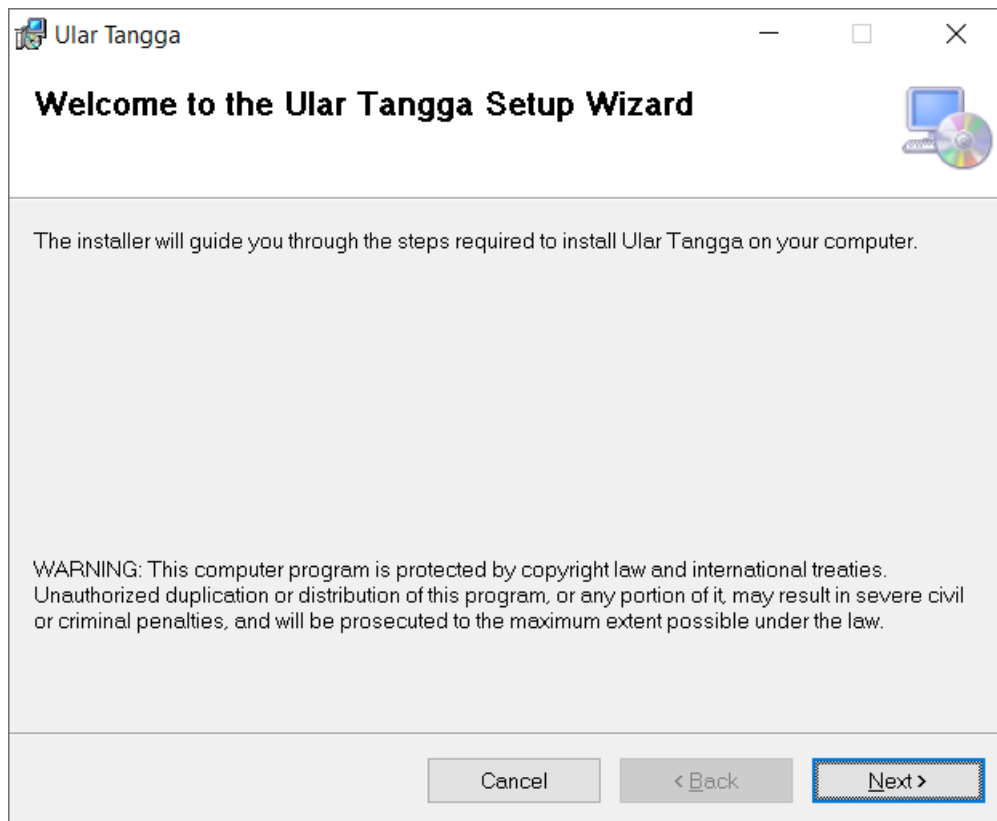 Ular Tangga
Welcome to the Ular Tangga Setup Wizard
The installer will guide you through the steps required to install Ular Tangga on your computer.
WARNING: This computer program is protected by copyright law and international treaties.
Unauthorized duplication or distribution of this program, or any portion of it, may result in severe civil
or criminal penalties, and will be prosecuted to the maximum extent possible under the law.
Cancel < Back Next >